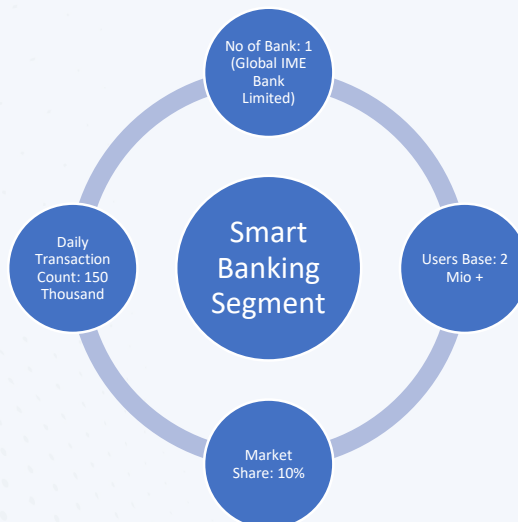 No of Bank: 1
(Global IME
Bank
Limited)
Smart
Banking
Segment
Daily
Transaction
Count: 150
Thousand
Users Base: 2
Mio +
Market
Share: 10%